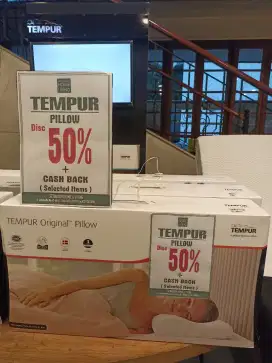 TEMPUR
TEMPUR
PILLOW
Disc 50%
+
CASH BACK
( Selected Items )
TEMPUR Original™ Pillow
TEMPUR
TEMPUR
PILLOW
Disc 50%
+
CASH BACK
( Selected Items )